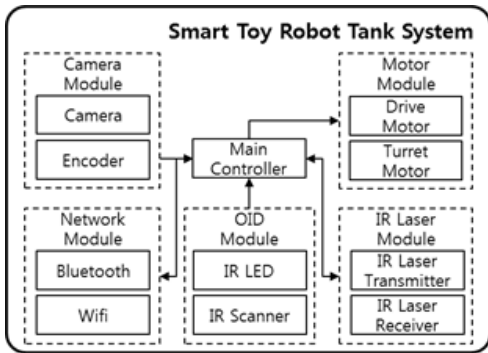 Smart Toy Robot Tank System
Camera
Module
Camera
Encoder
Motor
Module
Drive
Motor
Turret
Motor
Main
Controller
Network
Module
Bluetooth
Wifi
OID
Module
IR LED
IR Scanner
IR Laser
Module
IR Laser
Transmitter
IR Laser
Receiver